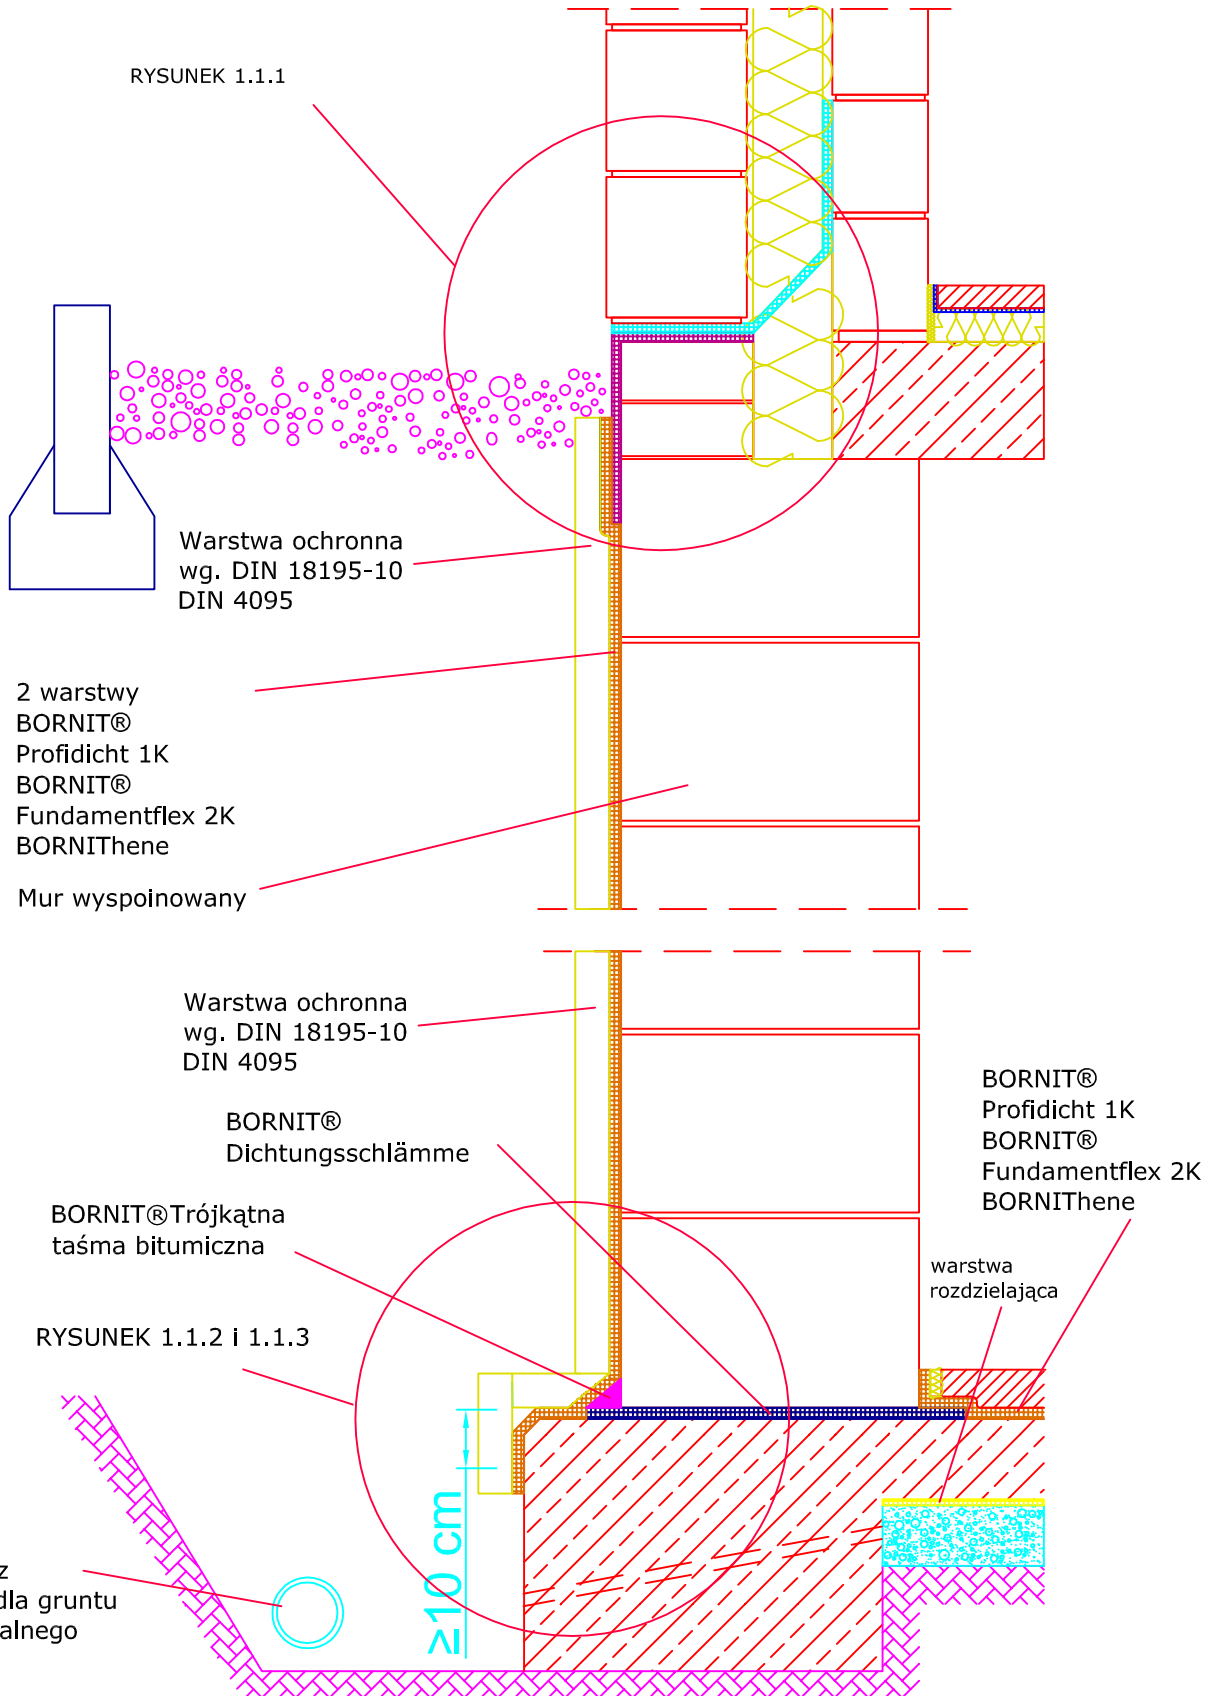 RYSUNEK 1.1.1
Warstwa ochronna
wg. DIN 18195-10
DIN 4095
2 warstwy
BORNIT®
Profidicht 1K
BORNIT®
Fundamentflex 2K
BORNIThene
Mur wyspoinowany
Warstwa ochronna
wg. DIN 18195-10
DIN 4095
BORNIT®
Dichtungsschlämme
BORNIT®
Profidicht 1K
BORNIT®
Fundamentflex 2K
BORNIThene
BORNIT®Trójkątna
taśma bitumiczna
warstwa
rozdzielająca
RYSUNEK 1.1.2 i 1.1.3
≥10 cm
z
dla gruntu
alnego